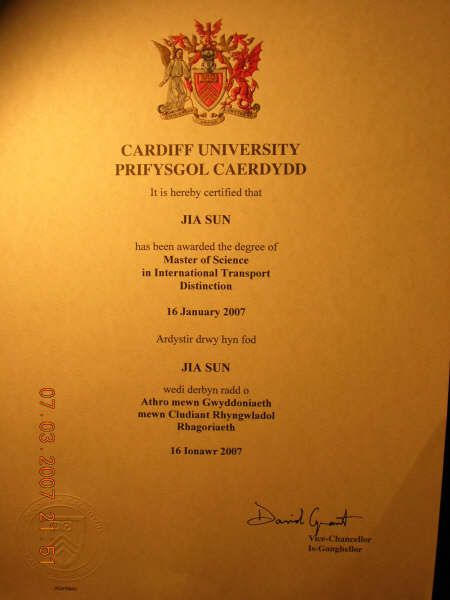 CARDIFF UNIVERSITY
PRIFYSGOL CAERDYDD
It is hereby certified that
JIA SUN
has been awarded the degree of
Master of Science
in International Transport
Distinction
16 January 2007
Ardystir drwy hyn fod
JIA SUN
wedi derbyn radd o
Athro mewn Gwyddoniaeth
mewn Cludiant Rhyngwladol
Rhagoriaeth
16 Ionawr 2007
David Grant
Vice-Chancellor
Is-Ganghellor
07.03.2007 21:51